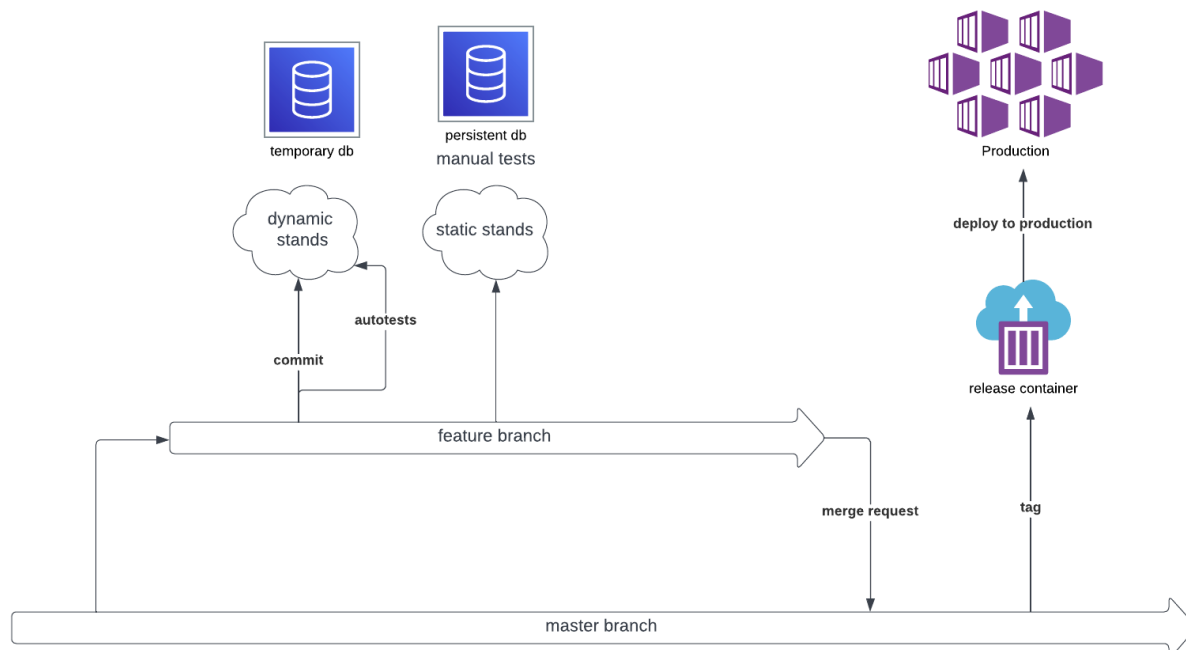 temporary db
persistent db
manual tests
Production
dynamic
stands
static stands
deploy to production
autotests
commit
release container
feature branch
merge request
tag
master branch